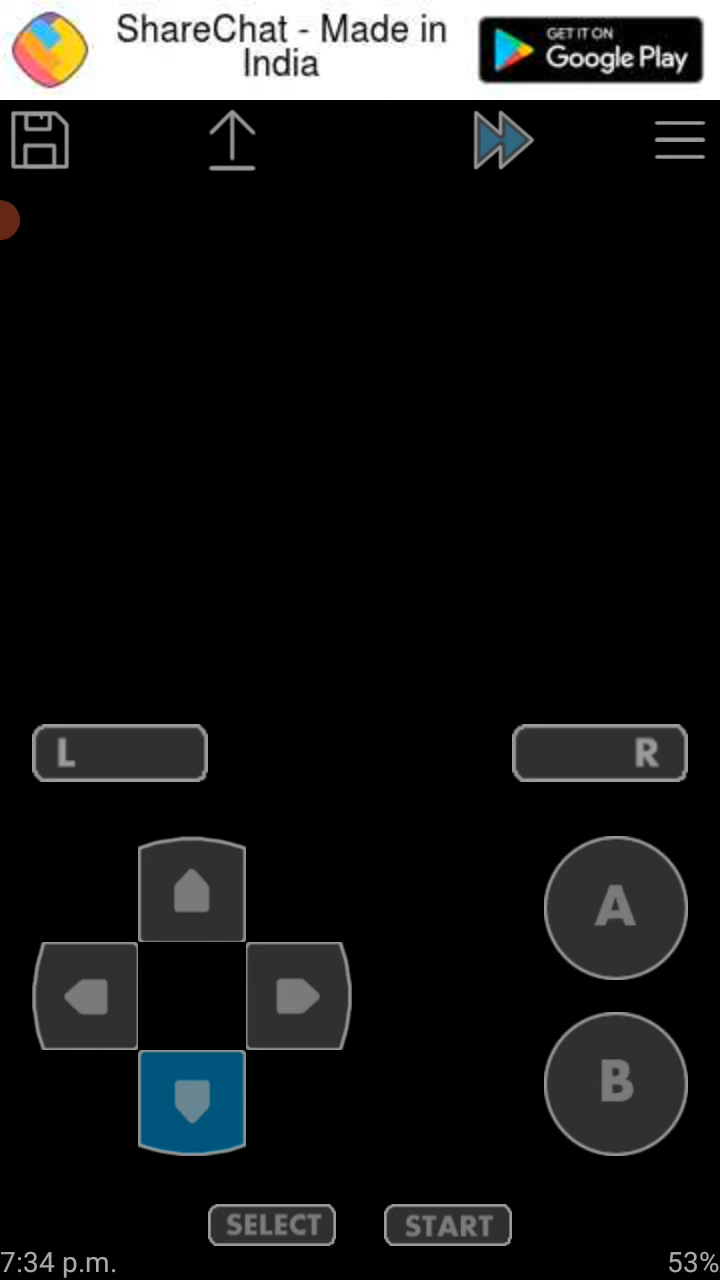 ShareChat - Made in
India
GET IT ON
Google Play
L
R
A
B
SELECT
START
7:34 p.m.
53%